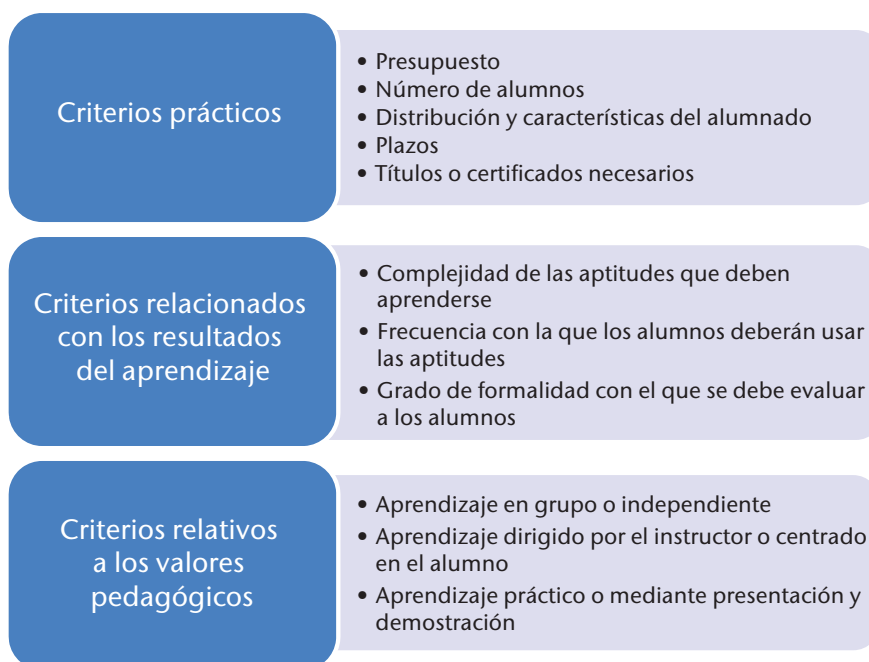 Criterios prácticos
• Presupuesto
• Número de alumnos
• Distribución y características del alumnado
• Plazos
• Títulos o certificados necesarios
Criterios relacionados
con los resultados
del aprendizaje
• Complejidad de las aptitudes que deben
aprenderse
• Frecuencia con la que los alumnos deberán usar
las aptitudes
• Grado de formalidad con el que se debe evaluar
a los alumnos
Criterios relativos
a los valores
pedagógicos
• Aprendizaje en grupo o independiente
• Aprendizaje dirigido por el instructor o centrado
en el alumno
• Aprendizaje práctico o mediante presentación y
demostración